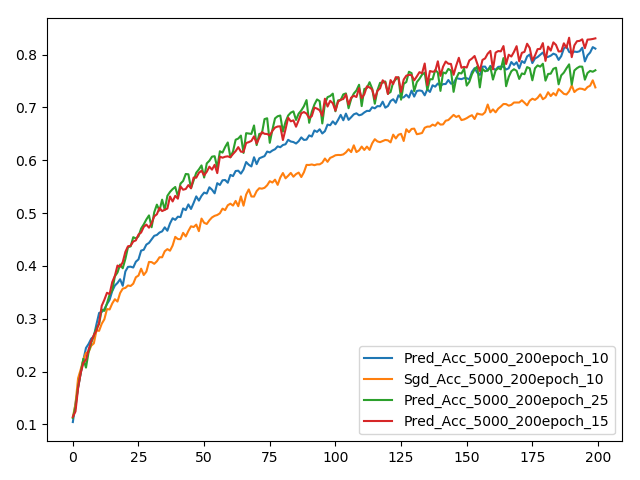 0.8
0.7
0.6
0.5
0.4
0.3
0.2
0.1
0 25 50 75 100 125 150 175 200
Pred_Acc_5000_200epoch_10
Sgd_Acc_5000_200epoch_10
Pred_Acc_5000_200epoch_25
Pred_Acc_5000_200epoch_15